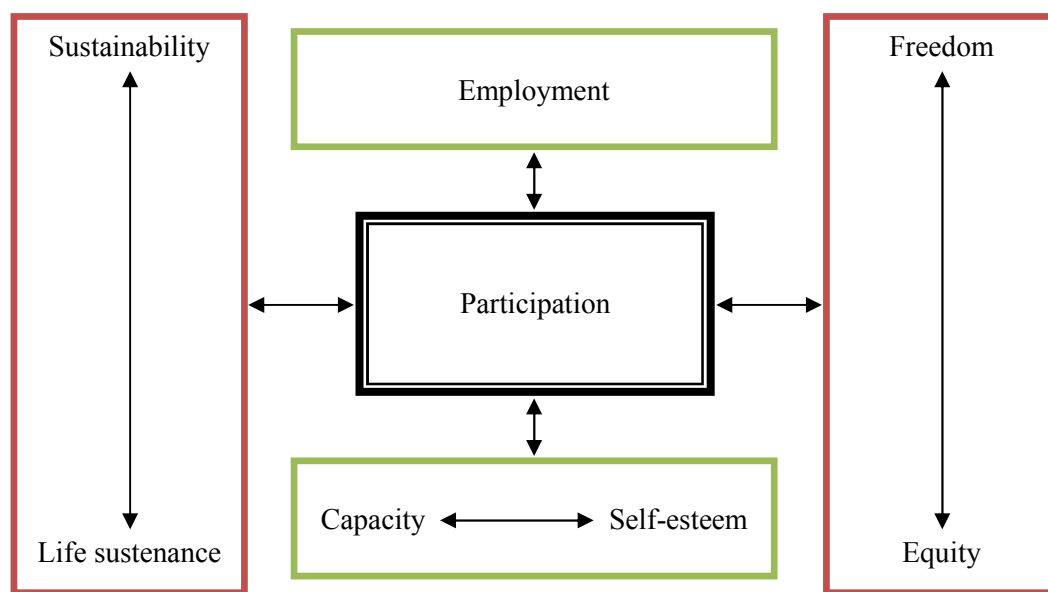 Sustainability
Life sustenance
Employment
Participation
Capacity
Self-esteem
Freedom
Equity